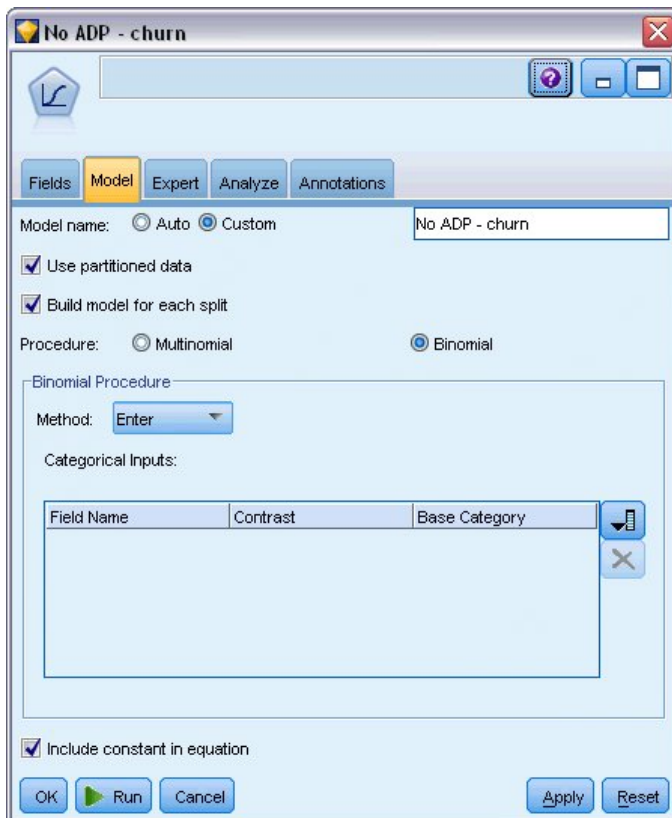 No ADP - churn
Fields Model Expert Analyze Annotations
Model name: Auto Custom No ADP - churn
Use partitioned data
Build model for each split
Procedure: Multinomial Binomial
Binomial Procedure
Method: Enter
Categorical Inputs:
Field Name Contrast Base Category
Include constant in equation
OK Run Cancel Apply Reset